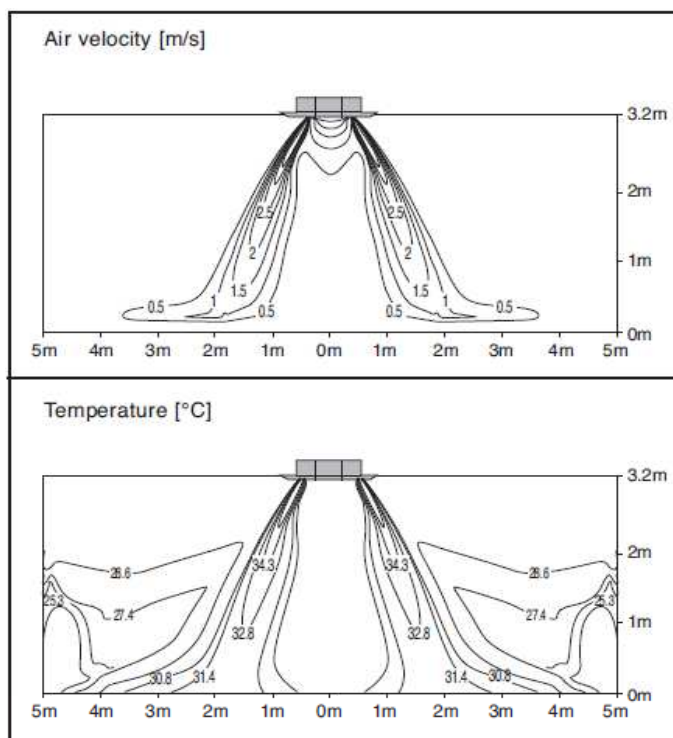 Air velocity [m/s]
3.2m
2m
2.5 2.5
2 2
1m
1.5 1.5
0.5 1 0.5 0.5 1 0.5
0m
5m 4m 3m 2m 1m 0m 1m 2m 3m 4m 5m
Temperature [°C]
3.2m
2m
34.3 34.3
28.6 28.6
25.3 25.3
27.4 32.8 32.8 27.4
1m
30.8 31.4 31.4 30.8
0m
5m 4m 3m 2m 1m 0m 1m 2m 3m 4m 5m